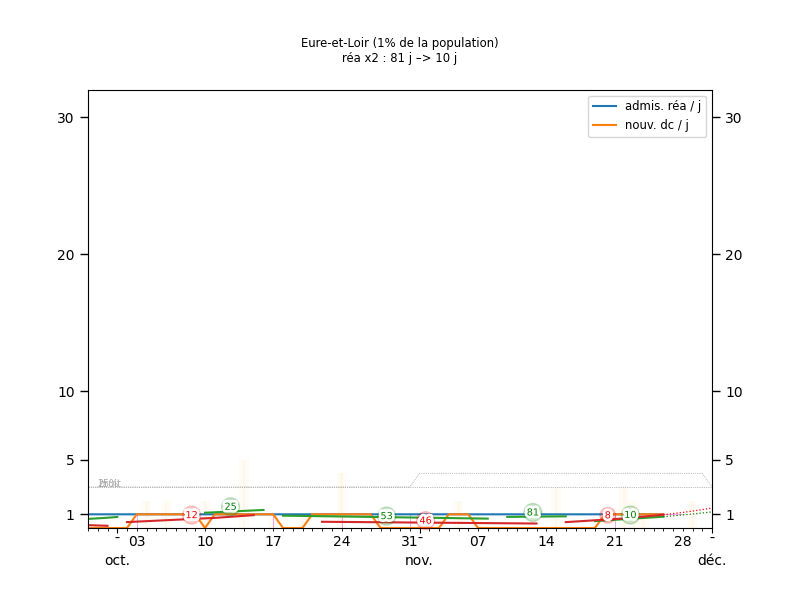 Eure-et-Loir (1% de la population)
réa x2 : 81 j –> 10 j
admis. réa / j
nouv. dc / j
30 30
20 20
10 10
5 5
25
12 53 46 81 8 10
1 1
03 10 17 24 31 07 14 21 28
oct. nov. déc.